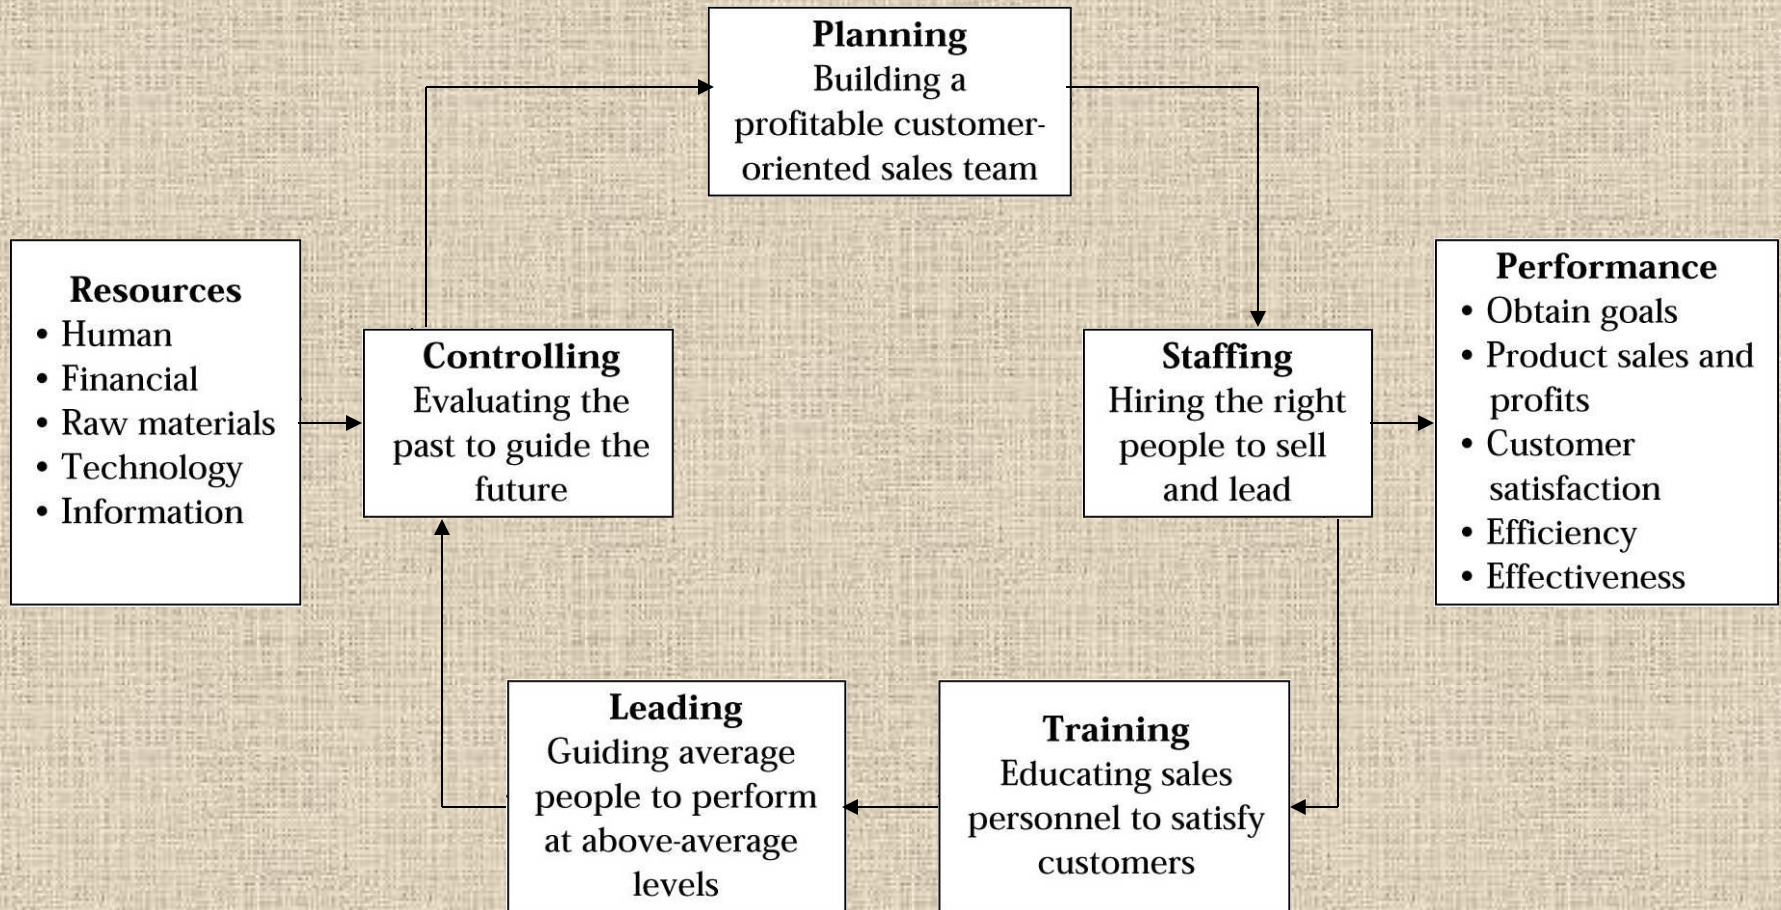 Planning
Building a
profitable customer-
oriented sales team
Resources
• Human
• Financial
• Raw materials
• Technology
• Information
Controlling
Evaluating the
past to guide the
future
Staffing
Hiring the right
people to sell
and lead
Performance
• Obtain goals
• Product sales and
profits
• Customer
satisfaction
• Efficiency
• Effectiveness
Leading
Guiding average
people to perform
at above-average
levels
Training
Educating sales
personnel to satisfy
customers